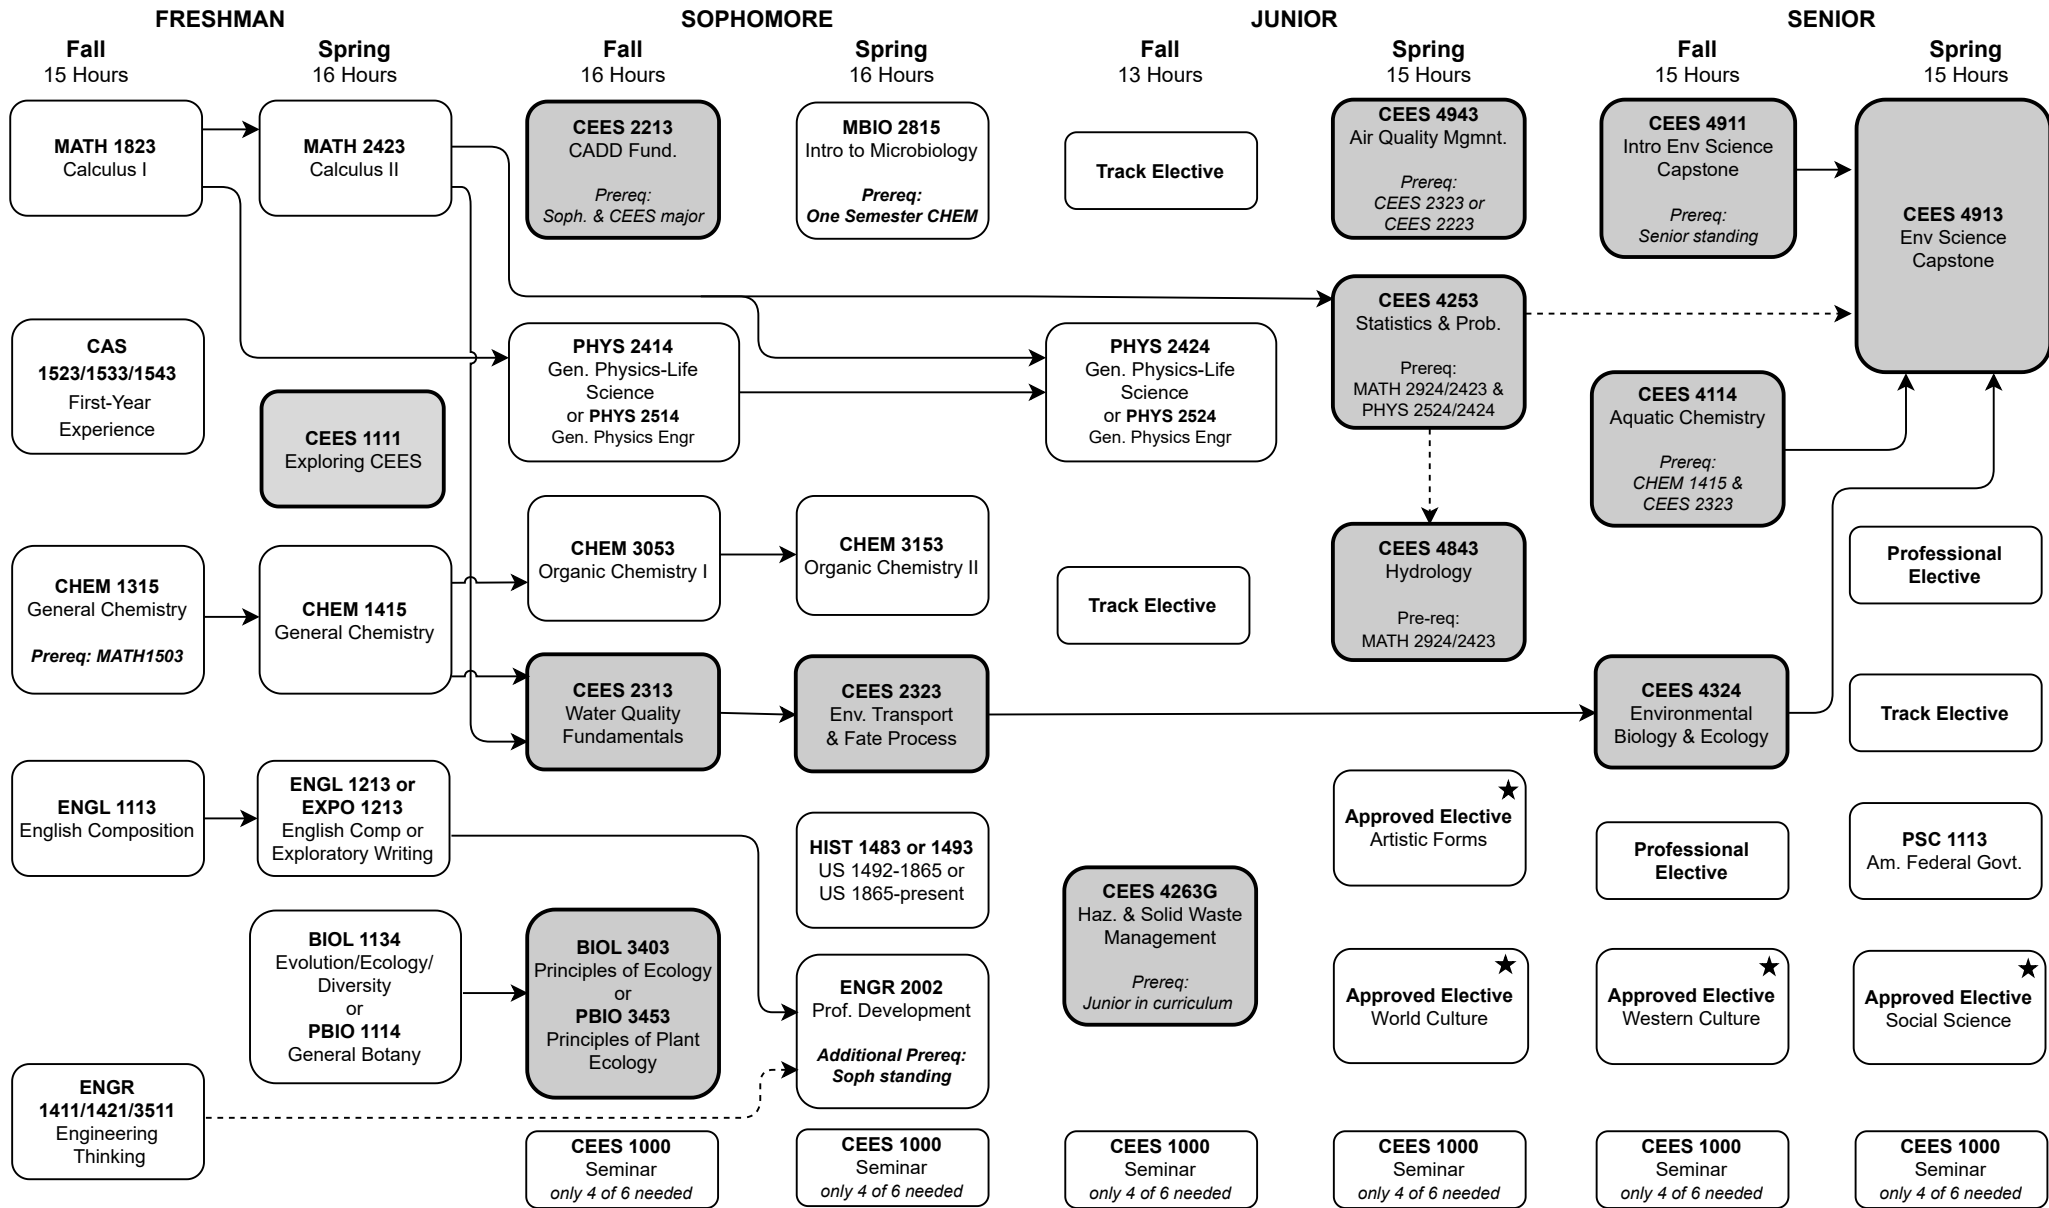 FRESHMAN
SOPHOMORE
JUNIOR
SENIOR
Fall
15 Hours
Spring
16 Hours
Fall
16 Hours
Spring
16 Hours
Fall
13 Hours
Spring
15 Hours
Fall
15 Hours
Spring
15 Hours
MATH 1823
Calculus I
CAS
1523/1533/1543
First-Year
Experience
CHEM 1315
General Chemistry
Prereq: MATH1503
ENGL 1113
English Composition
ENGR
1411/1421/3511
Engineering
Thinking
MATH 2423
Calculus II
CEES 1111
Exploring CEES
CHEM 1415
General Chemistry
ENGL 1213 or
EXPO 1213
English Comp or
Exploratory Writing
BIOL 1134
Evolution/Ecology/
Diversity
or
PBIO 1114
General Botany
CEES 2213
CADD Fund.
Prereq:
Soph. & CEES major
PHYS 2414
Gen. Physics-Life
Science
or PHYS 2514
Gen. Physics Engr
CHEM 3053
Organic Chemistry I
CEES 2313
Water Quality
Fundamentals
BIOL 3403
Principles of Ecology
or
PBIO 3453
Principles of Plant
Ecology
CEES 1000
Seminar
only 4 of 6 needed
MBIO 2815
Intro to Microbiology
Prereq:
One Semester CHEM
CHEM 3153
Organic Chemistry II
CEES 2323
Env. Transport
& Fate Process
HIST 1483 or 1493
US 1492-1865 or
US 1865-present
ENGR 2002
Prof. Development
Additional Prereq:
Soph standing
CEES 1000
Seminar
only 4 of 6 needed
Track Elective
PHYS 2424
Gen. Physics-Life
Science
or PHYS 2524
Gen. Physics Engr
Track Elective
CEES 4263G
Haz. & Solid Waste
Management
Prereq:
Junior in curriculum
CEES 1000
Seminar
only 4 of 6 needed
CEES 4943
Air Quality Mgmnt.
Prereq:
CEES 2323 or
CEES 2223
CEES 4253
Statistics & Prob.
Prereq:
MATH 2924/2423 &
PHYS 2524/2424
CEES 4843
Hydrology
Pre-req:
MATH 2924/2423
Approved Elective
Artistic Forms
Approved Elective
World Culture
CEES 1000
Seminar
only 4 of 6 needed
CEES 4911
Intro Env Science
Capstone
Prereq:
Senior standing
CEES 4114
Aquatic Chemistry
Prereq:
CHEM 1415 &
CEES 2323
CEES 4324
Environmental
Biology & Ecology
Professional
Elective
Approved Elective
Western Culture
CEES 1000
Seminar
only 4 of 6 needed
CEES 4913
Env Science
Capstone
Professional
Elective
Track Elective
PSC 1113
Am. Federal Govt.
Approved Elective
Social Science
CEES 1000
Seminar
only 4 of 6 needed